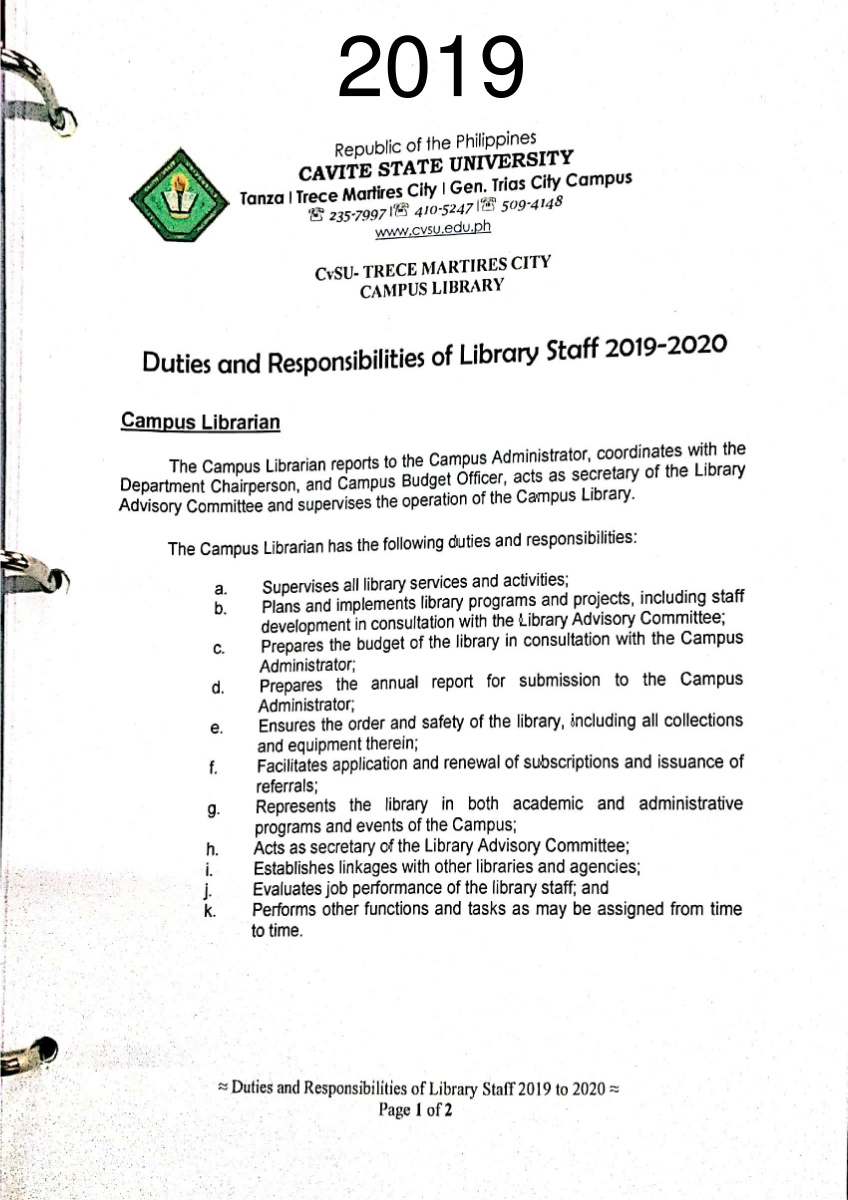 2019
Republic of the Philippines
CAVITE STATE UNIVERSITY
Tanza | Trece Martires City | Gen. Trias City Campus
☏ 235-7997 |☏ 410-5247 |☏ 509-4148
www.cvsu.edu.ph
CvSU- TRECE MARTIRES CITY
CAMPUS LIBRARY
Duties and Responsibilities of Library Staff 2019-2020
Campus Librarian
The Campus Librarian reports to the Campus Administrator, coordinates with the
Department Chairperson, and Campus Budget Officer, acts as secretary of the Library
Advisory Committee and supervises the operation of the Campus Library.
The Campus Librarian has the following duties and responsibilities:
a. Supervises all library services and activities;
b. Plans and implements library programs and projects, including staff
development in consultation with the Library Advisory Committee;
c. Prepares the budget of the library in consultation with the Campus
Administrator;
d. Prepares the annual report for submission to the Campus
Administrator;
e. Ensures the order and safety of the library, including all collections
and equipment therein;
f. Facilitates application and renewal of subscriptions and issuance of
referrals;
g. Represents the library in both academic and administrative
programs and events of the Campus;
h. Acts as secretary of the Library Advisory Committee;
i. Establishes linkages with other libraries and agencies;
j. Evaluates job performance of the library staff; and
k. Performs other functions and tasks as may be assigned from time
to time.
≈ Duties and Responsibilities of Library Staff 2019 to 2020 ≈
Page 1 of 2